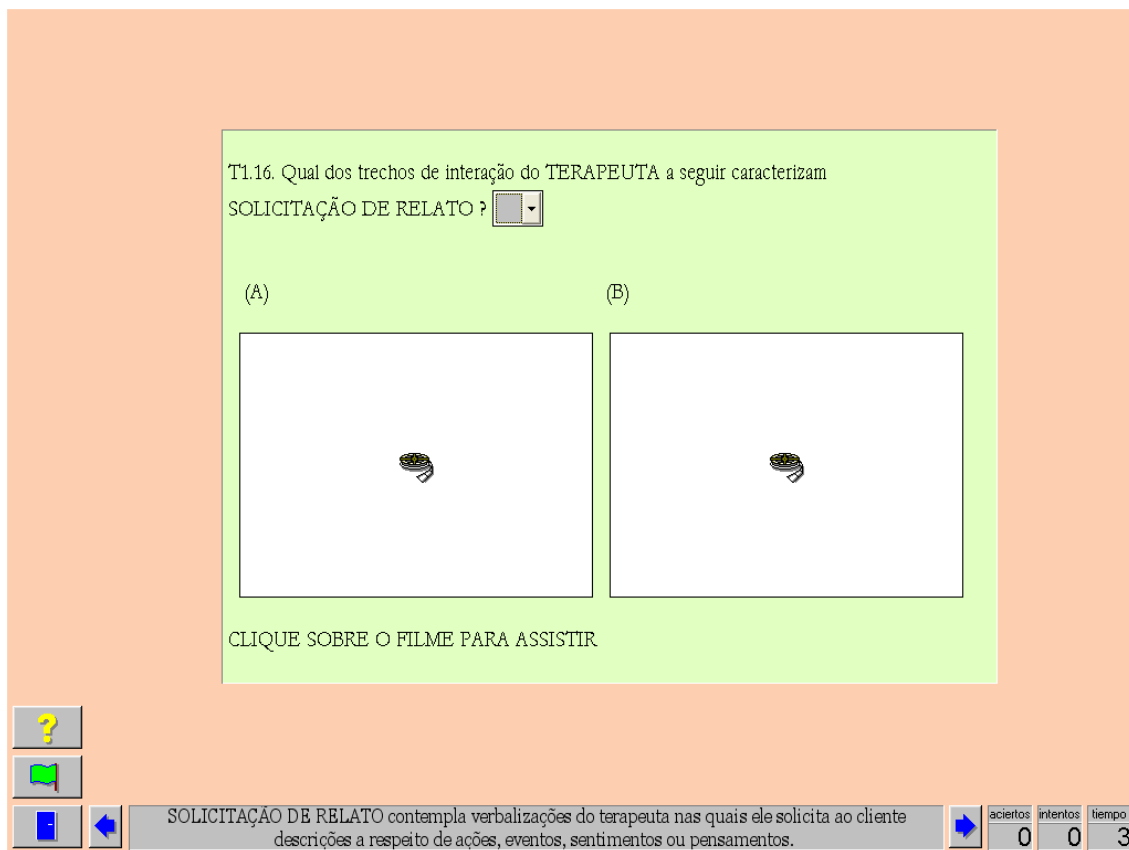 T1.16. Qual dos trechos de interação do TERAPEUTA a seguir caracterizam
SOLICITAÇÃO DE RELATO ?
(A)
(B)
CLIQUE SOBRE O FILME PARA ASSISTIR
?
SOLICITAÇÃO DE RELATO contempla verbalizações do terapeuta nas quais ele solicita ao cliente
descrições a respeito de ações, eventos, sentimentos ou pensamentos.
aciertos
0
intentos
0
tiempo
3